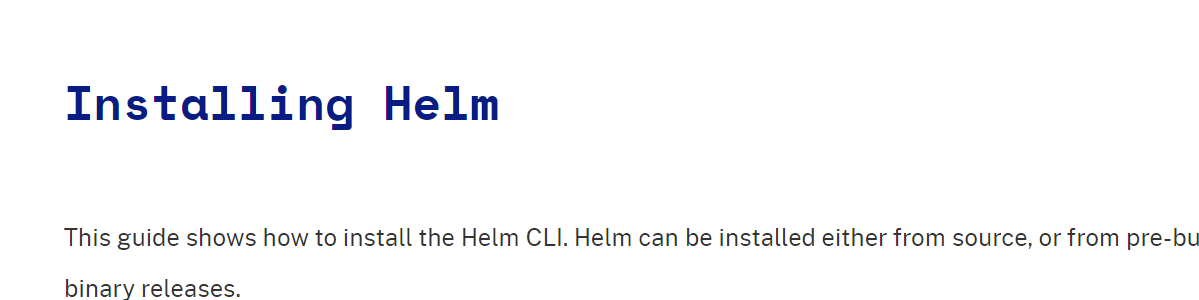 Installing Helm
This guide shows how to install the Helm CLI. Helm can be installed either from source, or from pre-bu
binary releases.